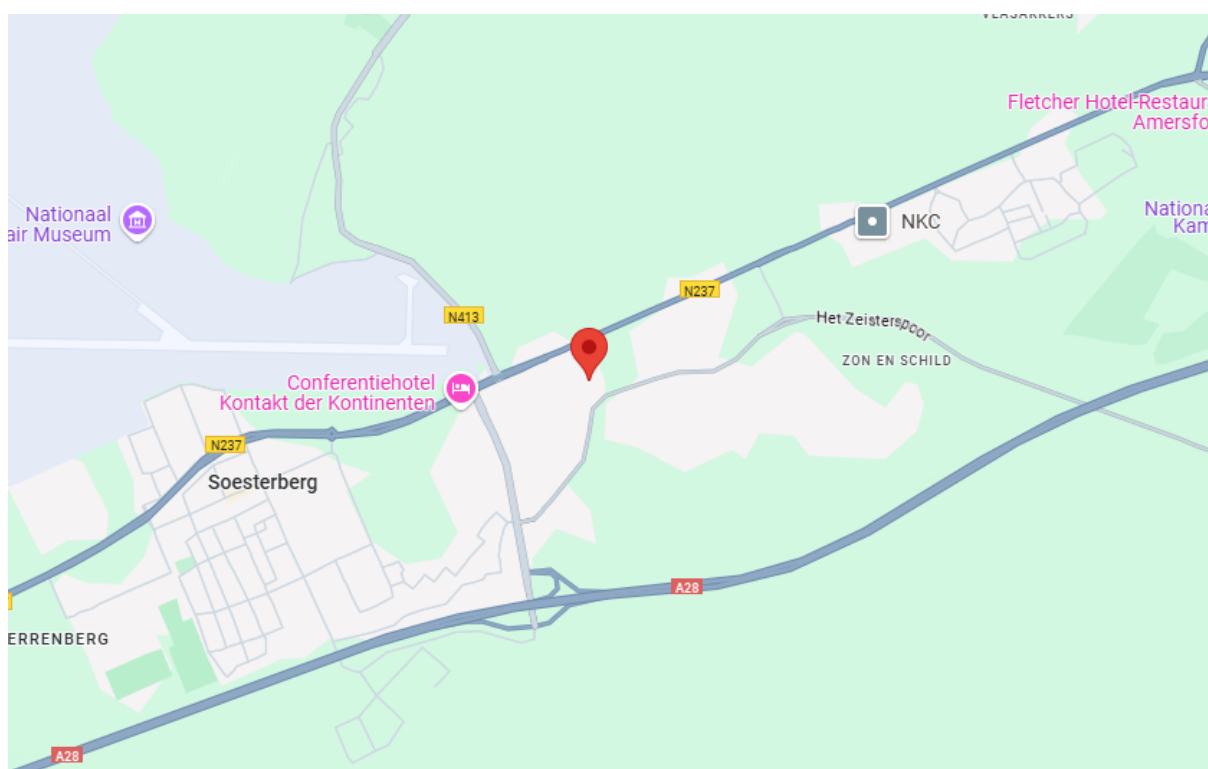 VLASAKKERS
Fletcher Hotel-Restaur
Amersfo
Nationaal
air Museum
NKC
Nationa
Kam
N237
N413
Het Zeisterspoor
ZON EN SCHILD
Conferentiehotel
Kontakt der Kontinenten
N237
Soesterberg
A28
ERRENBERG
A28